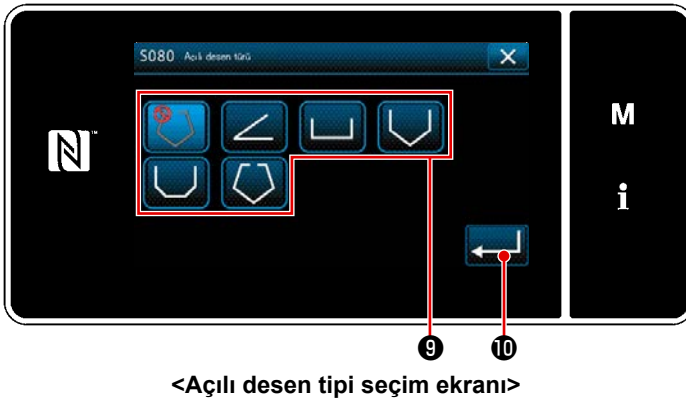 S080 Açılı desen türü
M
i
❾ ❿
<Açılı desen tipi seçim ekranı>